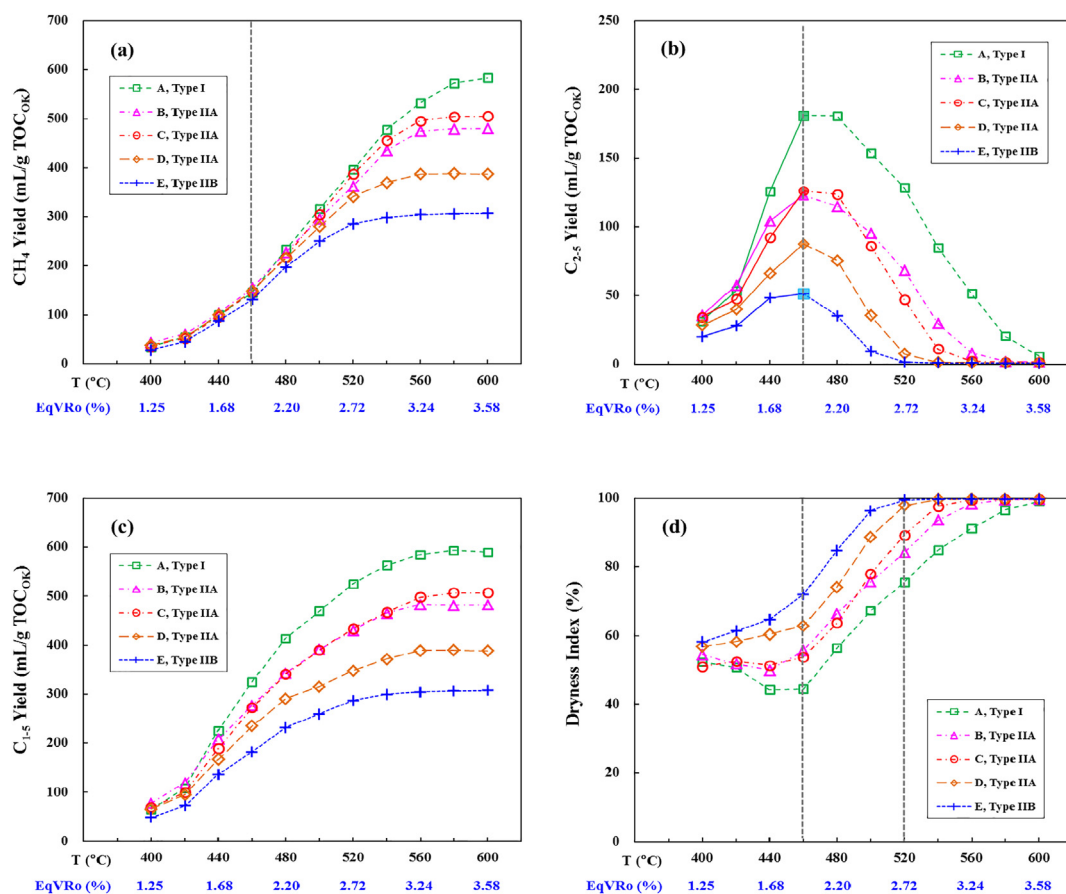 (a)
CH₄ Yield (mL/g TOC_OK)
700
600
500
400
300
200
100
0
A, Type I
B, Type IIA
C, Type IIA
D, Type IIA
E, Type IIB
T (°C) 400 440 480 520 560 600
EqVRo (%) 1.25 1.68 2.20 2.72 3.24 3.58
(b)
C₂₋₅ Yield (mL/g TOC_OK)
250
200
150
100
50
0
A, Type I
B, Type IIA
C, Type IIA
D, Type IIA
E, Type IIB
T (°C) 400 440 480 520 560 600
EqVRo (%) 1.25 1.68 2.20 2.72 3.24 3.58
(c)
C₁₋₅ Yield (mL/g TOC_OK)
700
600
500
400
300
200
100
0
A, Type I
B, Type IIA
C, Type IIA
D, Type IIA
E, Type IIB
T (°C) 400 440 480 520 560 600
EqVRo (%) 1.25 1.68 2.20 2.72 3.24 3.58
(d)
Dryness Index (%)
100
80
60
40
20
0
A, Type I
B, Type IIA
C, Type IIA
D, Type IIA
E, Type IIB
T (°C) 400 440 480 520 560 600
EqVRo (%) 1.25 1.68 2.20 2.72 3.24 3.58